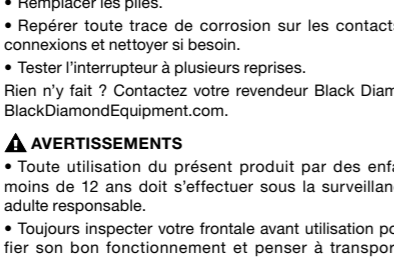 • Remplacer les piles.
• Repérer toute trace de corrosion sur les contacts
connexions et nettoyer si besoin.
• Tester l'interrupteur à plusieurs reprises.
Rien n'y fait ? Contactez votre revendeur Black Diam
BlackDiamondEquipment.com.
AVERTISSEMENTS
• Toute utilisation du présent produit par des enfa
moins de 12 ans doit s'effectuer sous la surveillan
adulte responsable.
• Toujours inspecter votre frontale avant utilisation po
fier son bon fonctionnement et penser à transpor